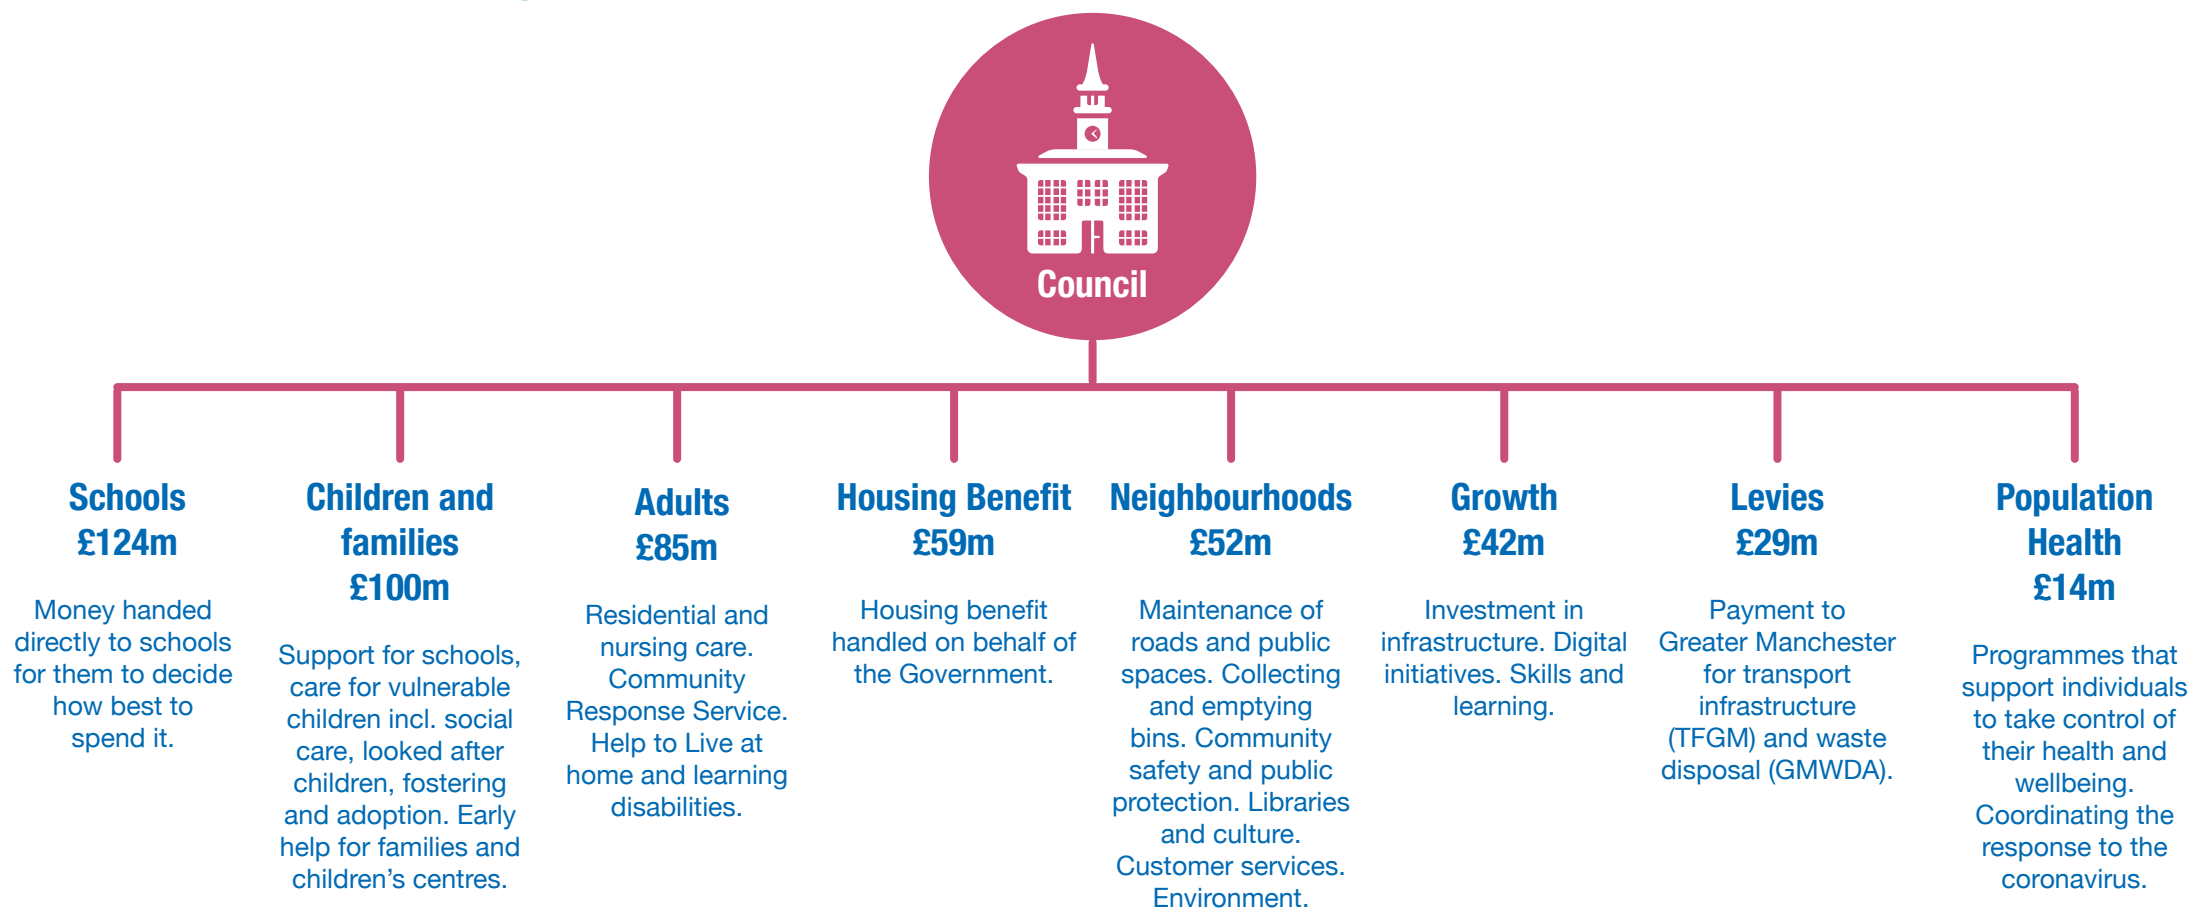 Council
Schools
£124m
Money handed
directly to schools
for them to decide
how best to
spend it.
Children and
families
£100m
Support for schools,
care for vulnerable
children incl. social
care, looked after
children, fostering
and adoption. Early
help for families and
children’s centres.
Adults
£85m
Residential and
nursing care.
Community
Response Service.
Help to Live at
home and learning
disabilities.
Housing Benefit
£59m
Housing benefit
handled on behalf of
the Government.
Neighbourhoods
£52m
Maintenance of
roads and public
spaces. Collecting
and emptying
bins. Community
safety and public
protection. Libraries
and culture.
Customer services.
Environment.
Growth
£42m
Investment in
infrastructure. Digital
initiatives. Skills and
learning.
Levies
£29m
Payment to
Greater Manchester
for transport
infrastructure
(TFGM) and waste
disposal (GMWDA).
Population
Health
£14m
Programmes that
support individuals
to take control of
their health and
wellbeing.
Coordinating the
response to the
coronavirus.